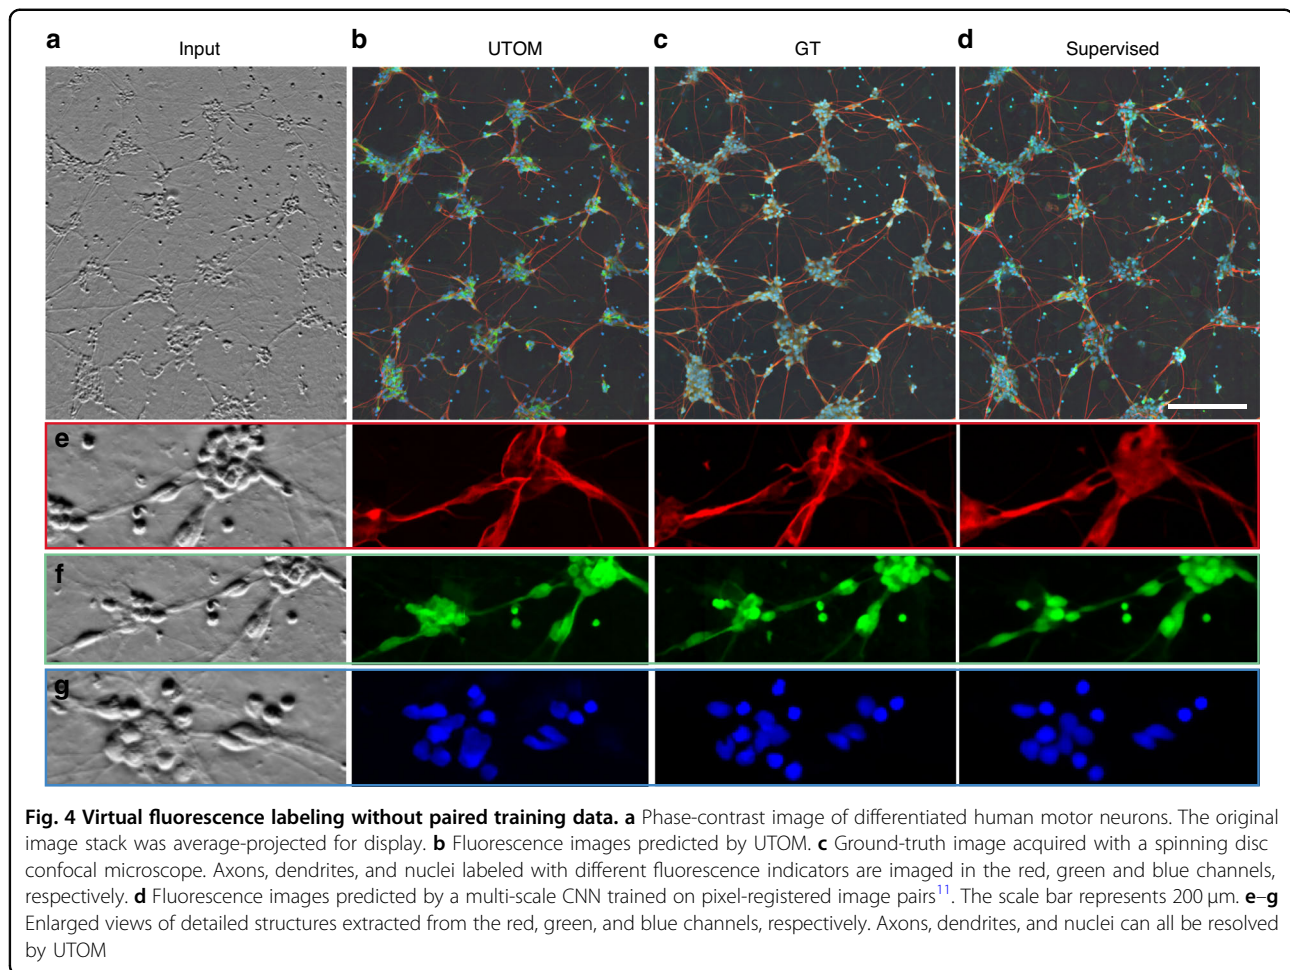 a Input b UTOM c GT d Supervised
e
f
g
Fig. 4 Virtual fluorescence labeling without paired training data. a Phase-contrast image of differentiated human motor neurons. The original
image stack was average-projected for display. b Fluorescence images predicted by UTOM. c Ground-truth image acquired with a spinning disc
confocal microscope. Axons, dendrites, and nuclei labeled with different fluorescence indicators are imaged in the red, green and blue channels,
respectively. d Fluorescence images predicted by a multi-scale CNN trained on pixel-registered image pairs11. The scale bar represents 200 μm. e–g
Enlarged views of detailed structures extracted from the red, green, and blue channels, respectively. Axons, dendrites, and nuclei can all be resolved
by UTOM